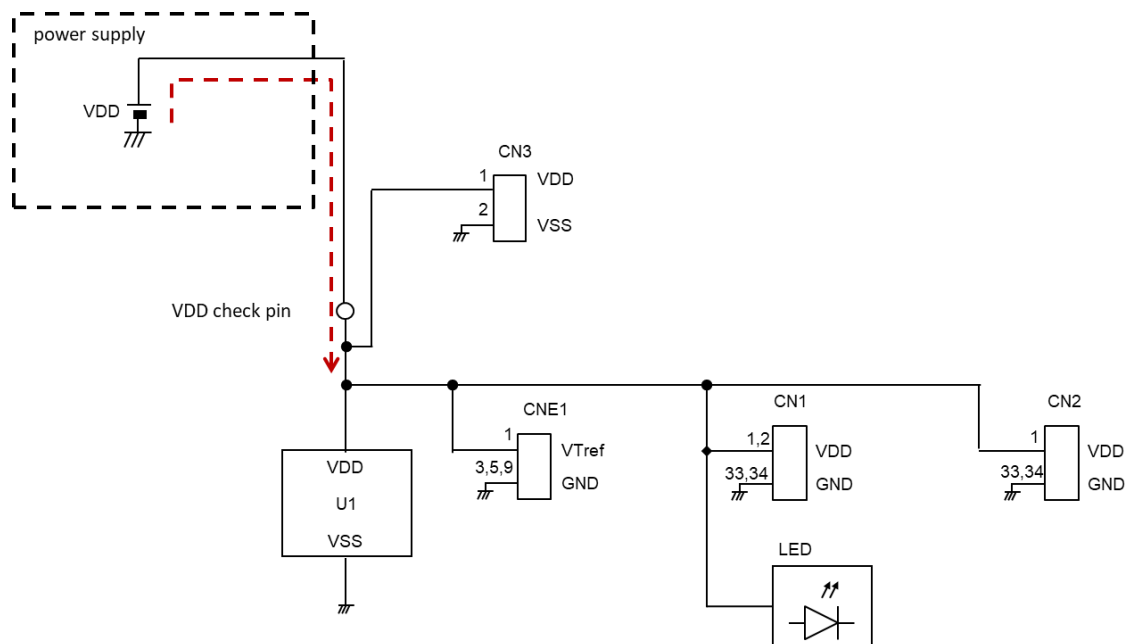 power supply
VDD
CN3
1
VDD
2
VSS
VDD check pin
CNE1
1
VTref
3,5,9
GND
CN1
1,2
VDD
33,34
GND
CN2
1
VDD
33,34
GND
VDD
U1
VSS
LED